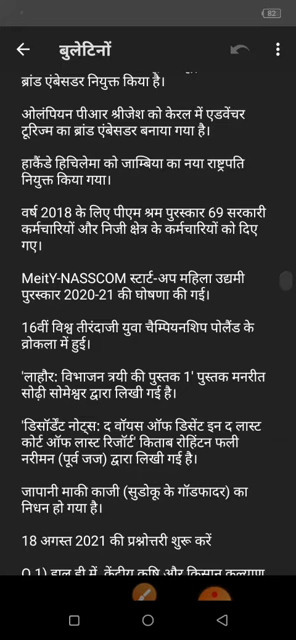 82
बुलेटिनों
ब्रांड एंबेसडर नियुक्त किया है।
ओलंपियन पीआर श्रीजेश को केरल में एडवेंचर
टूरिज्म का ब्रांड एंबेसडर बनाया गया है।
हाकैंडे हिचिलेमा को जाम्बिया का नया राष्ट्रपति
नियुक्त किया गया।
वर्ष 2018 के लिए पीएम श्रम पुरस्कार 69 सरकारी
कर्मचारियों और निजी क्षेत्र के कर्मचारियों को दिए
गए।
MeitY-NASSCOM स्टार्ट-अप महिला उद्यमी
पुरस्कार 2020-21 की घोषणा की गई।
16वीं विश्व तीरंदाजी युवा चैम्पियनशिप पोलैंड के
व्रोकला में हुई।
'लाहौर: विभाजन त्रयी की पुस्तक 1' पुस्तक मनरीत
सोढ़ी सोमेश्वर द्वारा लिखी गई है।
'डिसॉर्डेंट नोट्स: द वॉयस ऑफ डिसेंट इन द लास्ट
कोर्ट ऑफ लास्ट रिजॉर्ट' किताब रोहिंटन फली
नरीमन (पूर्व जज) द्वारा लिखी गई है।
जापानी माकी काजी (सुडोकू के गॉडफादर) का
निधन हो गया है।
18 अगस्त 2021 की प्रश्नोत्तरी शुरू करें
Q.1) हाल ही में, केंद्रीय कृषि और किसान कल्याण